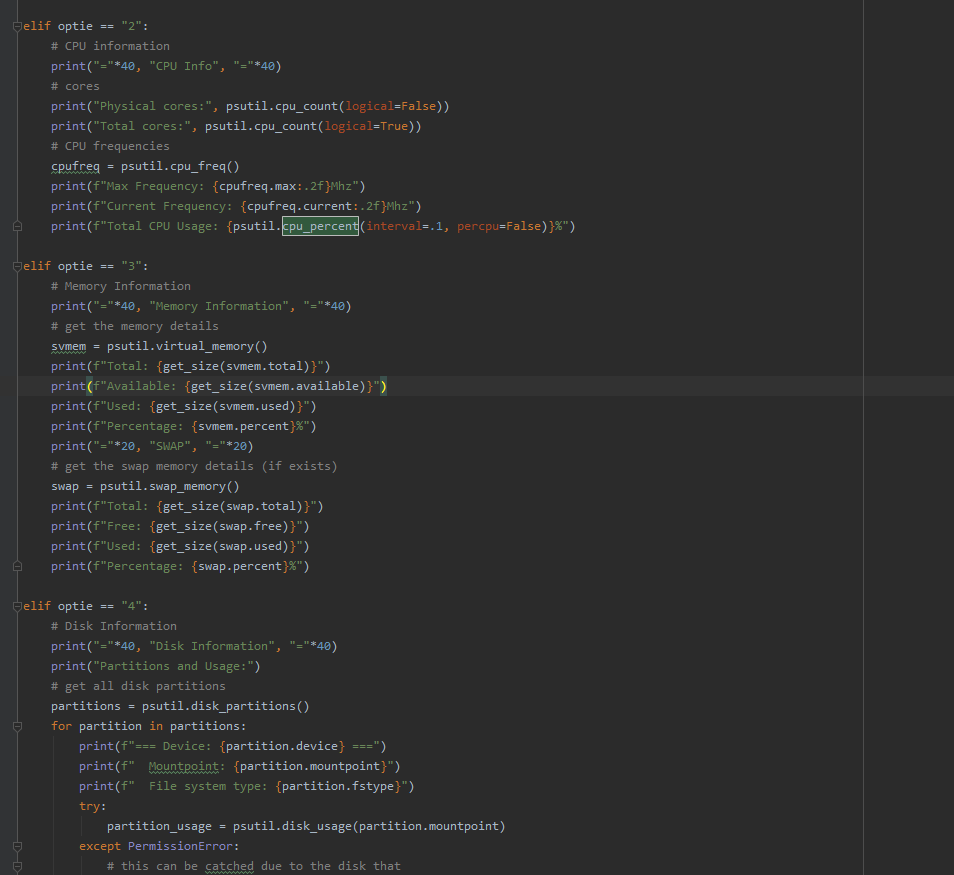 elif optie == "2":
    # CPU information
    print("="*40, "CPU Info", "="*40)
    # cores
    print("Physical cores:", psutil.cpu_count(logical=False))
    print("Total cores:", psutil.cpu_count(logical=True))
    # CPU frequencies
    cpufreq = psutil.cpu_freq()
    print(f"Max Frequency: {cpufreq.max:.2f}Mhz")
    print(f"Current Frequency: {cpufreq.current:.2f}Mhz")
    print(f"Total CPU Usage: {psutil.cpu_percent(interval=.1, percpu=False)}%")

elif optie == "3":
    # Memory Information
    print("="*40, "Memory Information", "="*40)
    # get the memory details
    svmem = psutil.virtual_memory()
    print(f"Total: {get_size(svmem.total)}")
    print(f"Available: {get_size(svmem.available)}")
    print(f"Used: {get_size(svmem.used)}")
    print(f"Percentage: {svmem.percent}%")
    print("="*20, "SWAP", "="*20)
    # get the swap memory details (if exists)
    swap = psutil.swap_memory()
    print(f"Total: {get_size(swap.total)}")
    print(f"Free: {get_size(swap.free)}")
    print(f"Used: {get_size(swap.used)}")
    print(f"Percentage: {swap.percent}%")

elif optie == "4":
    # Disk Information
    print("="*40, "Disk Information", "="*40)
    print("Partitions and Usage:")
    # get all disk partitions
    partitions = psutil.disk_partitions()
    for partition in partitions:
        print(f"=== Device: {partition.device} ===")
        print(f"  Mountpoint: {partition.mountpoint}")
        print(f"  File system type: {partition.fstype}")
        try:
            partition_usage = psutil.disk_usage(partition.mountpoint)
        except PermissionError:
            # this can be catched due to the disk that